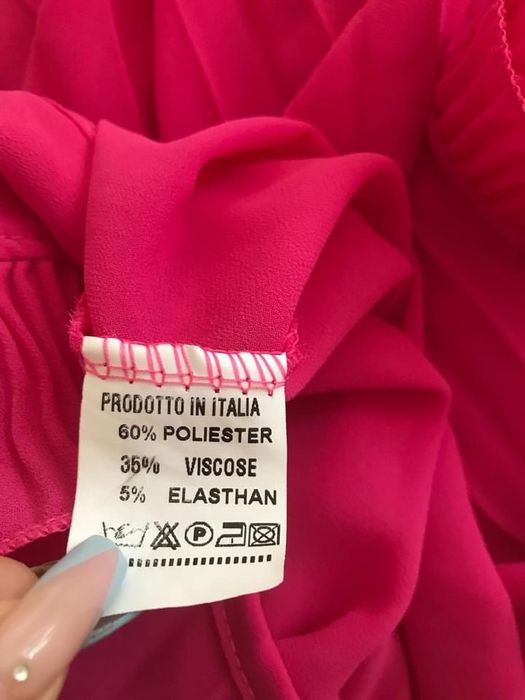 PRODOTTO IN iTALIA
60% POLIESTER
35% VISCOSE
5% ELASTHAN
P